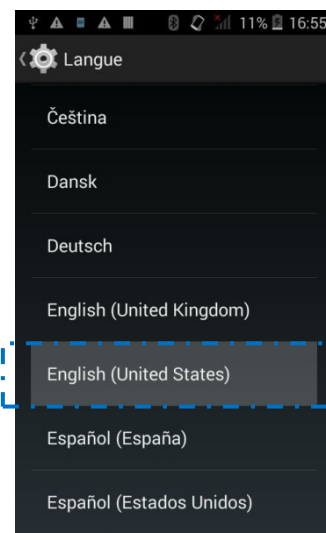 11% 16:55
Langue
Čeština
Dansk
Deutsch
English (United Kingdom)
English (United States)
Español (España)
Español (Estados Unidos)